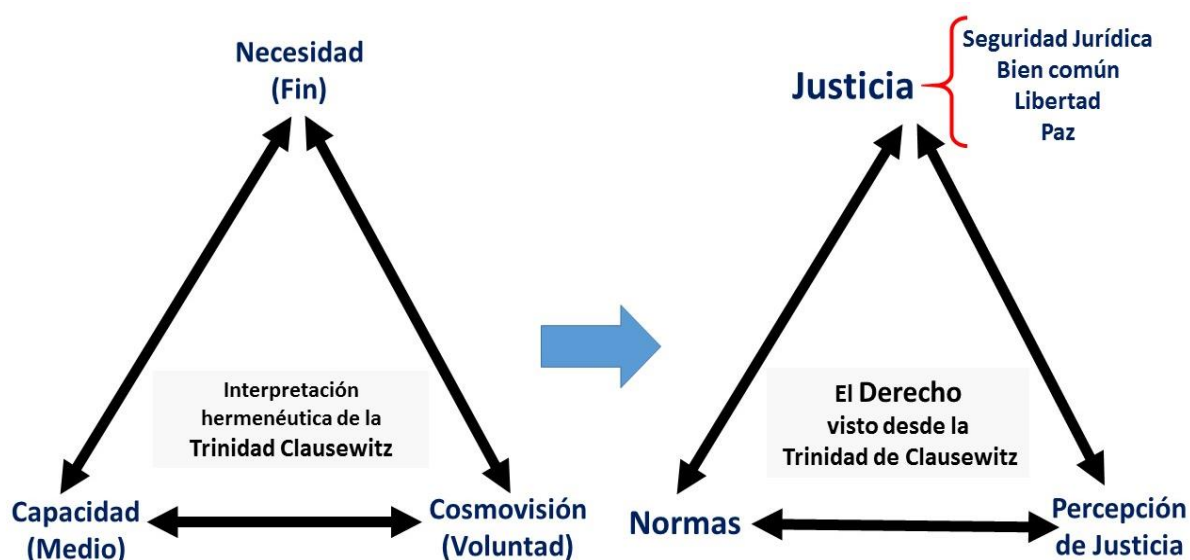 Necesidad
(Fin)
Interpretación
hermenéutica de la
Trinidad Clausewitz
Capacidad
(Medio)
Cosmovisión
(Voluntad)
Justicia
Seguridad Jurídica
Bien común
Libertad
Paz
El Derecho
visto desde la
Trinidad de Clausewitz
Normas
Percepción
de Justicia